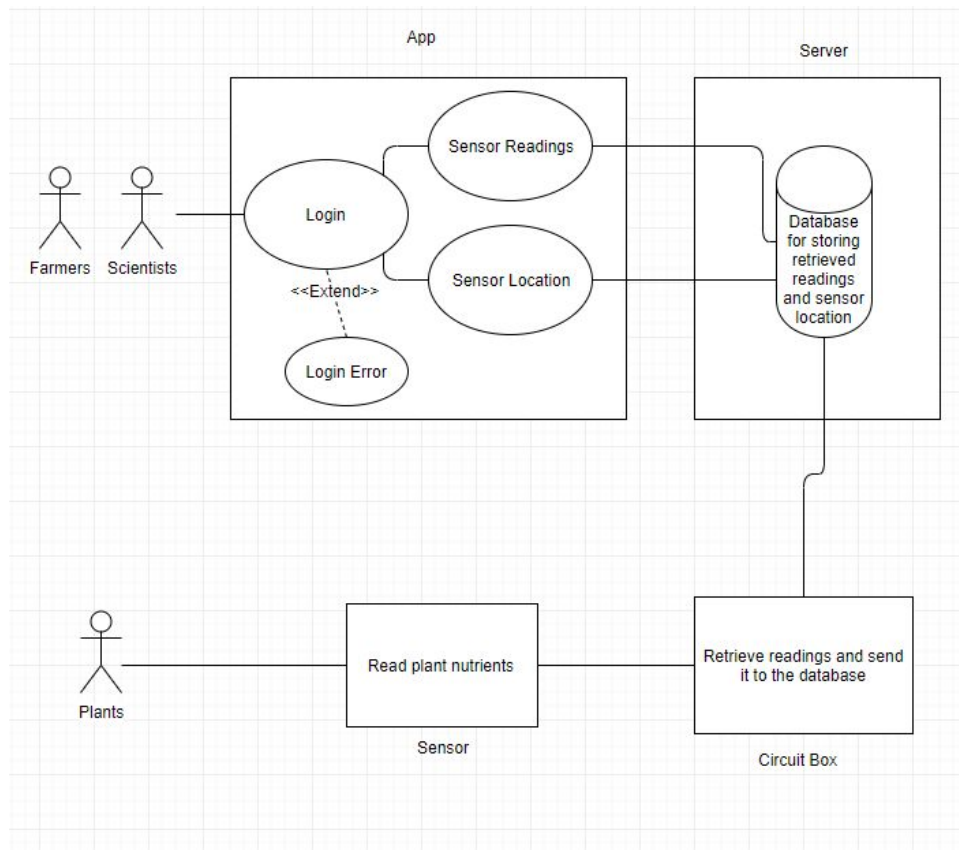 App
Server
Sensor Readings
Login
Farmers
Scientists
Database
for storing
retrieved
readings
and sensor
location
Sensor Location
<<Extend>>
Login Error
Plants
Read plant nutrients
Sensor
Retrieve readings and send
it to the database
Circuit Box